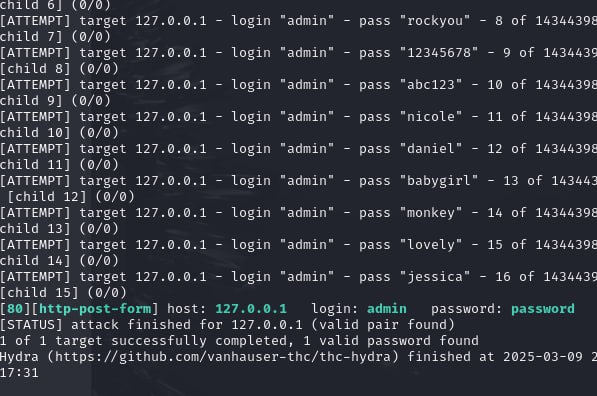 child 6] (0/0)
[ATTEMPT] target 127.0.0.1 - login "admin" - pass "rockyou" - 8 of 14344398
child 7] (0/0)
[ATTEMPT] target 127.0.0.1 - login "admin" - pass "12345678" - 9 of 1434439
[child 8] (0/0)
[ATTEMPT] target 127.0.0.1 - login "admin" - pass "abc123" - 10 of 14344398
child 9] (0/0)
[ATTEMPT] target 127.0.0.1 - login "admin" - pass "nicole" - 11 of 14344398
child 10] (0/0)
[ATTEMPT] target 127.0.0.1 - login "admin" - pass "daniel" - 12 of 14344398
child 11] (0/0)
[ATTEMPT] target 127.0.0.1 - login "admin" - pass "babygirl" - 13 of 143443
 [child 12] (0/0)
[ATTEMPT] target 127.0.0.1 - login "admin" - pass "monkey" - 14 of 14344398
child 13] (0/0)
[ATTEMPT] target 127.0.0.1 - login "admin" - pass "lovely" - 15 of 14344398
child 14] (0/0)
[ATTEMPT] target 127.0.0.1 - login "admin" - pass "jessica" - 16 of 1434439
[child 15] (0/0)
[80][http-post-form] host: 127.0.0.1   login: admin   password: password
[STATUS] attack finished for 127.0.0.1 (valid pair found)
1 of 1 target successfully completed, 1 valid password found
Hydra (https://github.com/vanhauser-thc/thc-hydra) finished at 2025-03-09 2
17:31